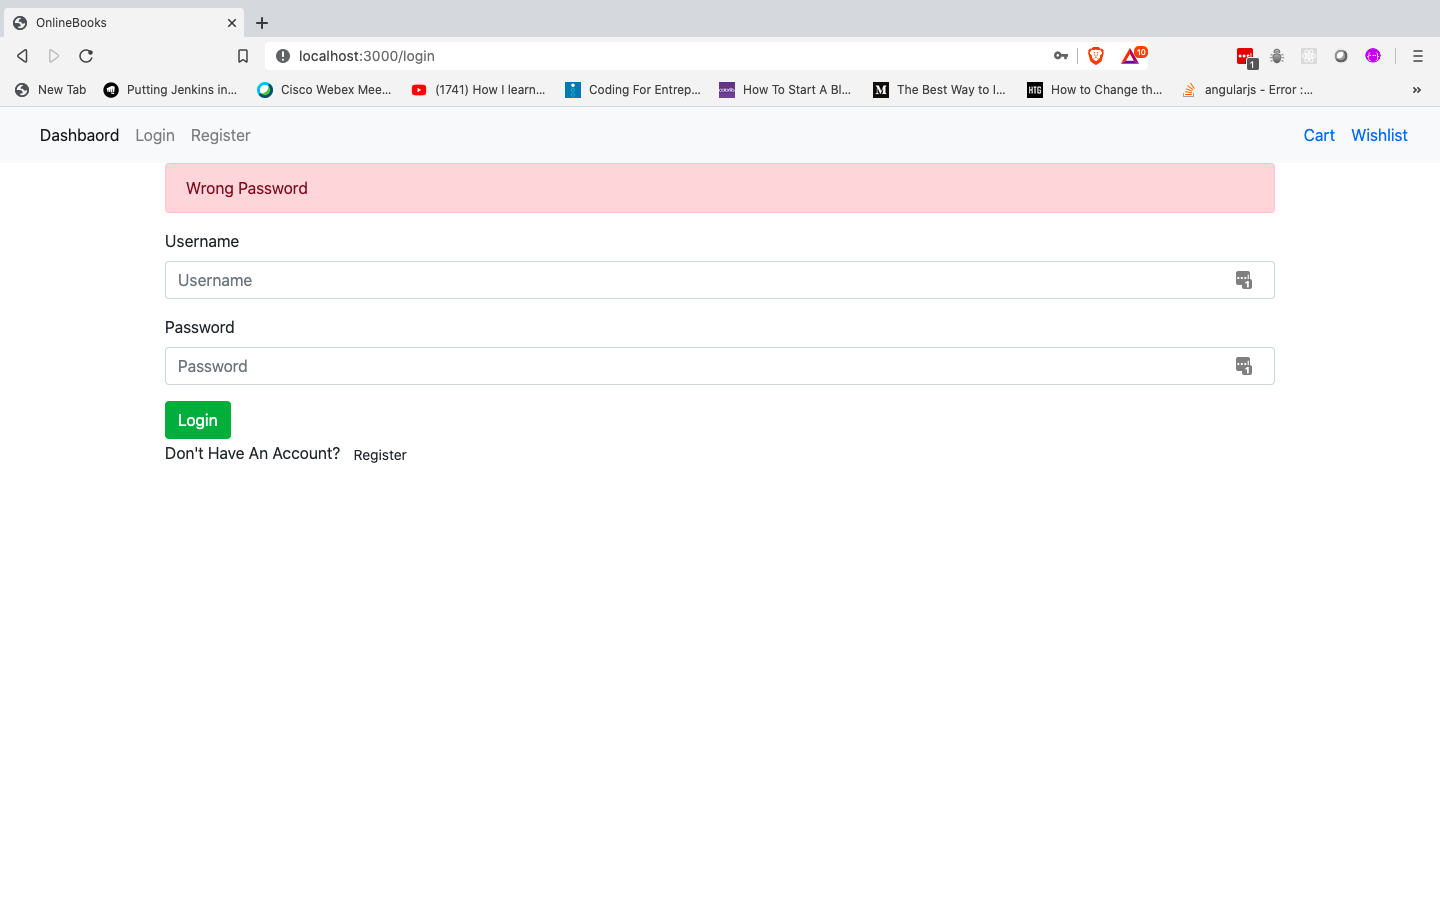 OnlineBooks
localhost:3000/login
10
1
New Tab Putting Jenkins in... Cisco Webex Mee... (1741) How I learn... Coding For Entrep... How To Start A Bl... The Best Way to I... How to Change th... angularjs - Error :...
Dashbaord Login Register Cart Wishlist
Wrong Password
Username
Username
1
Password
Password
1
Login
Don't Have An Account? Register